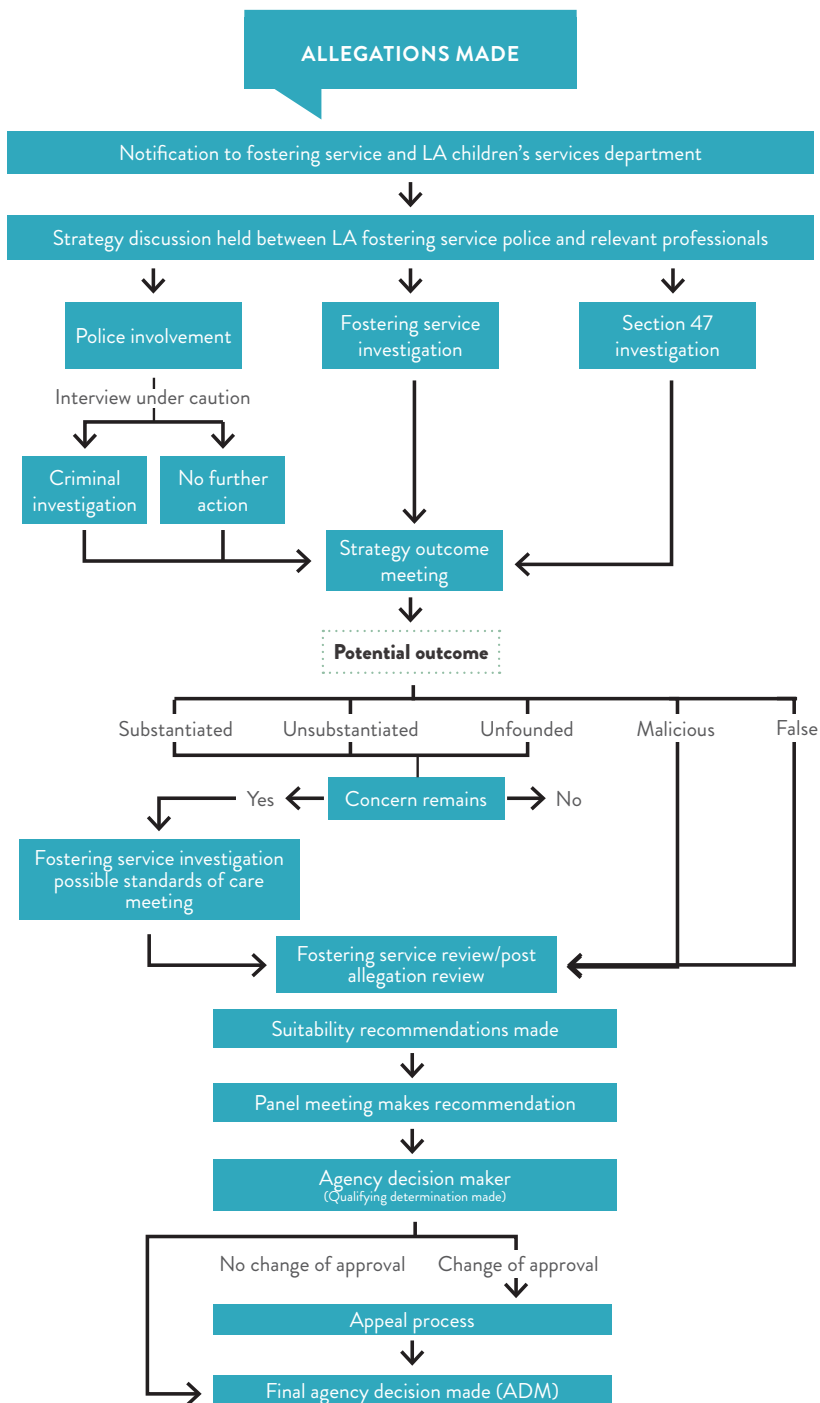 ALLEGATIONS MADE
Notification to fostering service and LA children's services department
Strategy discussion held between LA fostering service police and relevant professionals
Police involvement
Fostering service
investigation
Section 47
investigation
Interview under caution
Criminal
investigation
No further
action
Strategy outcome
meeting
Potential outcome
Substantiated
Unsubstantiated
Unfounded
Malicious
False
Yes
Concern remains
No
Fostering service investigation
possible standards of care
meeting
Fostering service review/post
allegation review
Suitability recommendations made
Panel meeting makes recommendation
Agency decision maker
(Qualifying determination made)
No change of approval
Change of approval
Appeal process
Final agency decision made (ADM)